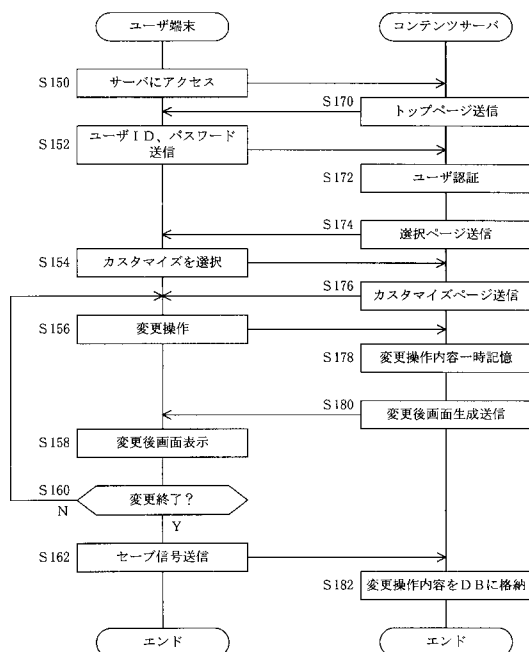 ユーザ端末
コンテンツサーバ
S150
サーバにアクセス
S170
トップページ送信
S152
ユーザID、パスワード
送信
S172
ユーザ認証
S174
選択ページ送信
S154
カスタマイズを選択
S176
カスタマイズページ送信
S156
変更操作
S178
変更操作内容一時記憶
S180
変更後画面生成送信
S158
変更後画面表示
S160
変更終了？
N
Y
S162
セーブ信号送信
S182
変更操作内容をDBに格納
エンド
エンド